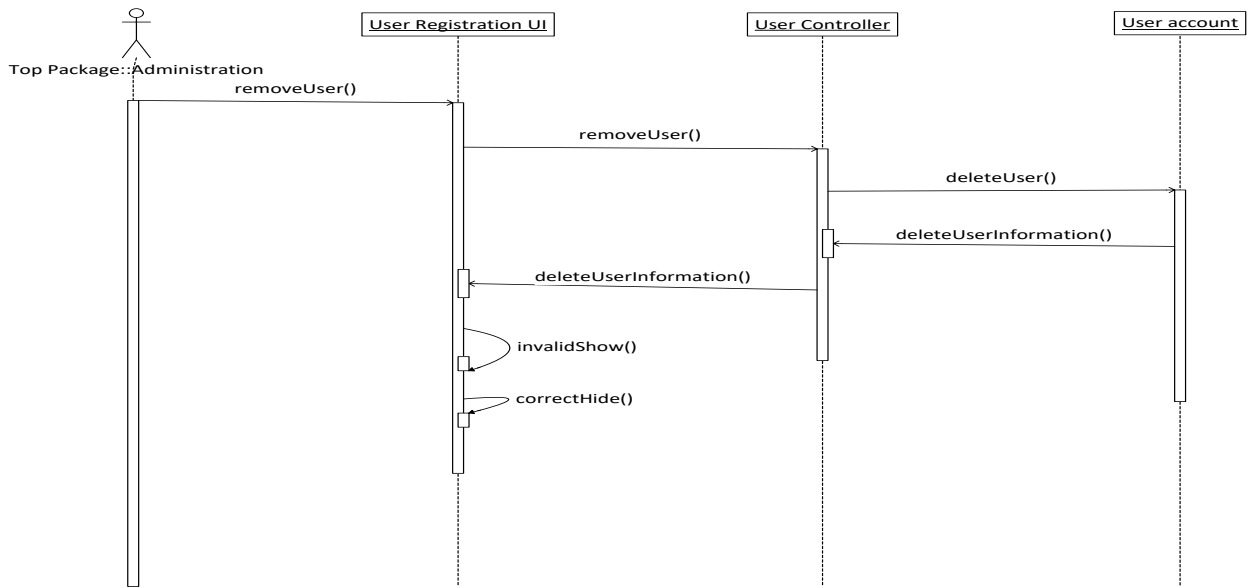 User Registration UI
User Controller
User account
Top Package::Administration
removeUser()
removeUser()
deleteUser()
deleteUserInformation()
deleteUserInformation()
invalidShow()
correctHide()